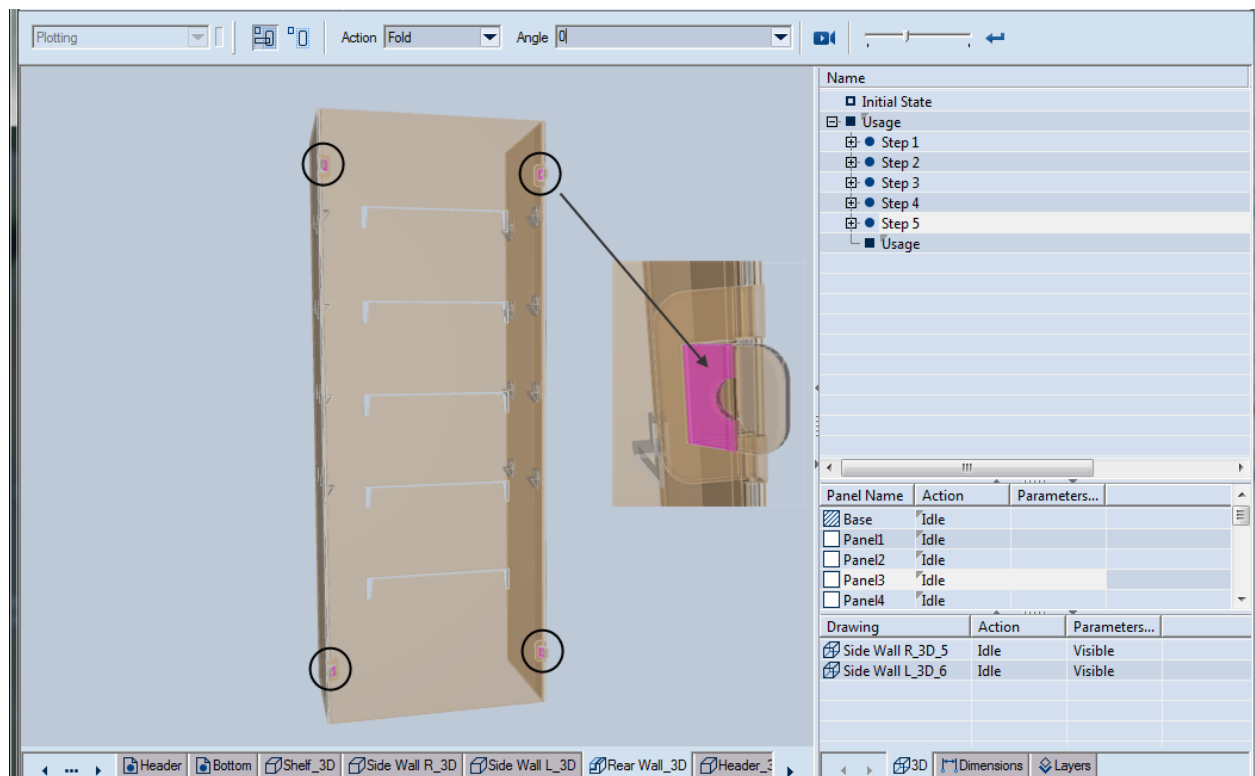 Plotting Action Fold Angle 0
Name
Initial State
Usage
Step 1
Step 2
Step 3
Step 4
Step 5
Usage
Panel Name Action Parameters...
Base Idle
Panel1 Idle
Panel2 Idle
Panel3 Idle
Panel4 Idle
Drawing Action Parameters...
Side Wall R_3D_5 Idle Visible
Side Wall L_3D_6 Idle Visible
Header Bottom Shelf_3D Side Wall R_3D Side Wall L_3D Rear Wall_3D Header_3 3D Dimensions Layers